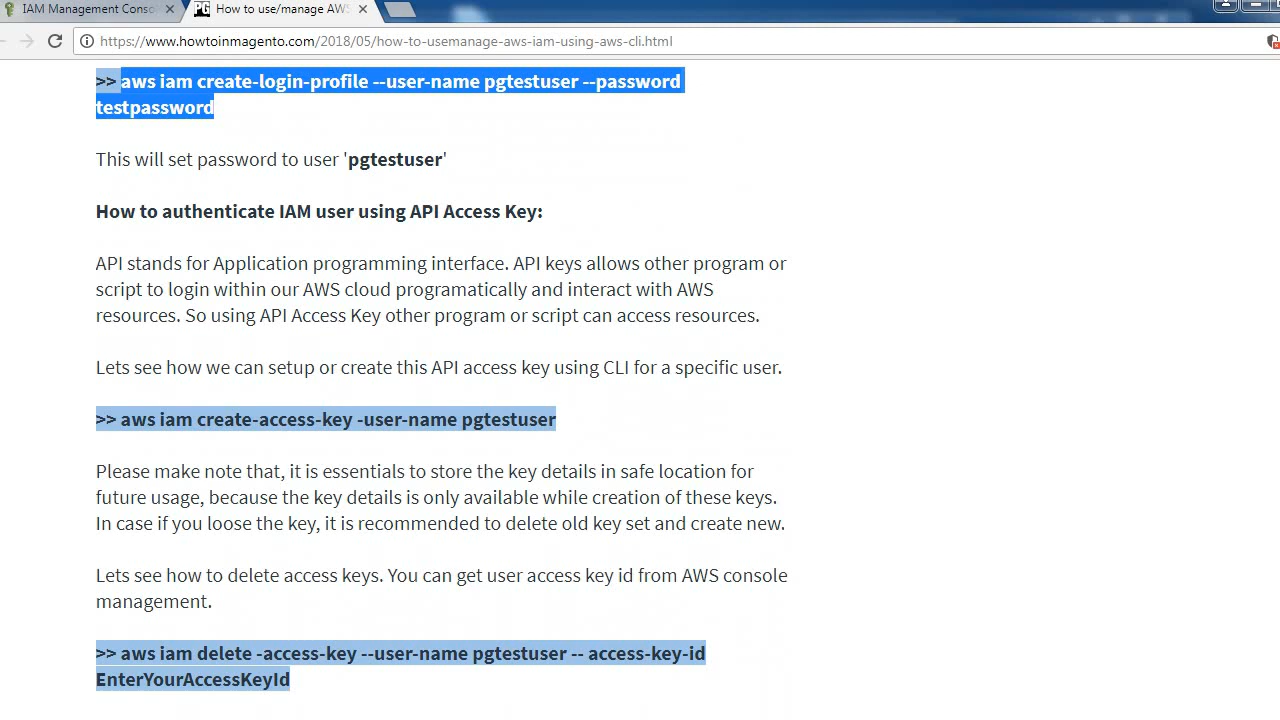 IAM Management Conso
How to use/manage AWS
https://www.howtoinmagento.com/2018/05/how-to-usemanage-aws-iam-using-aws-cli.html
>> aws iam create-login-profile --user-name pgtestuser --password
testpassword
This will set password to user 'pgtestuser'
How to authenticate IAM user using API Access Key:
API stands for Application programming interface. API keys allows other program or
script to login within our AWS cloud programatically and interact with AWS
resources. So using API Access Key other program or script can access resources.
Lets see how we can setup or create this API access key using CLI for a specific user.
>> aws iam create-access-key -user-name pgtestuser
Please make note that, it is essentials to store the key details in safe location for
future usage, because the key details is only available while creation of these keys.
In case if you loose the key, it is recommended to delete old key set and create new.
Lets see how to delete access keys. You can get user access key id from AWS console
management.
>> aws iam delete -access-key --user-name pgtestuser -- access-key-id
EnterYourAccessKeyId